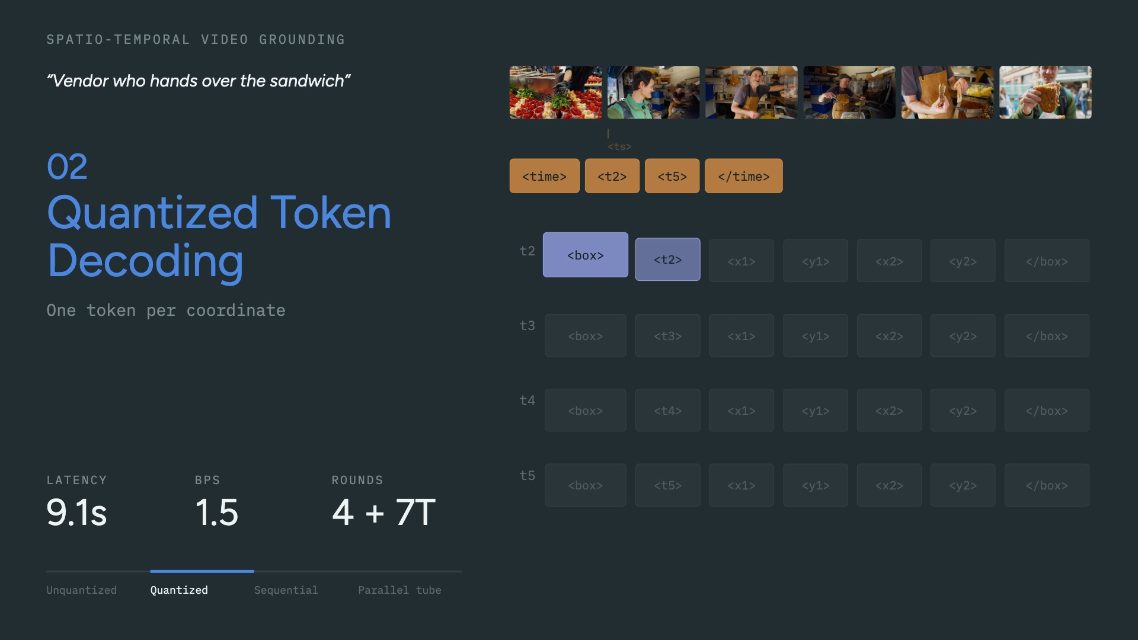 SPATIO-TEMPORAL VIDEO GROUNDING
“Vendor who hands over the sandwich”
02
Quantized Token
Decoding
One token per coordinate
LATENCY BPS ROUNDS
9.1s 1.5 4 + 7T
Unquantized Quantized Sequential Parallel tube
<ts>
<time> <t2> <t5> </time>
t2 <box> <t2> <x1> <y1> <x2> <y2> </box>
t3 <box> <t3> <x1> <y1> <x2> <y2> </box>
t4 <box> <t4> <x1> <y1> <x2> <y2> </box>
t5 <box> <t5> <x1> <y1> <x2> <y2> </box>